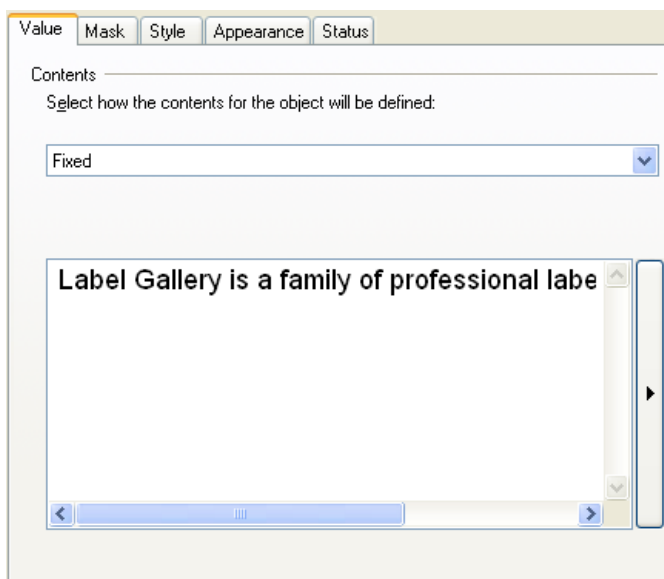 Value Mask Style Appearance Status
Contents
Select how the contents for the object will be defined:
Fixed
Label Gallery is a family of professional labe